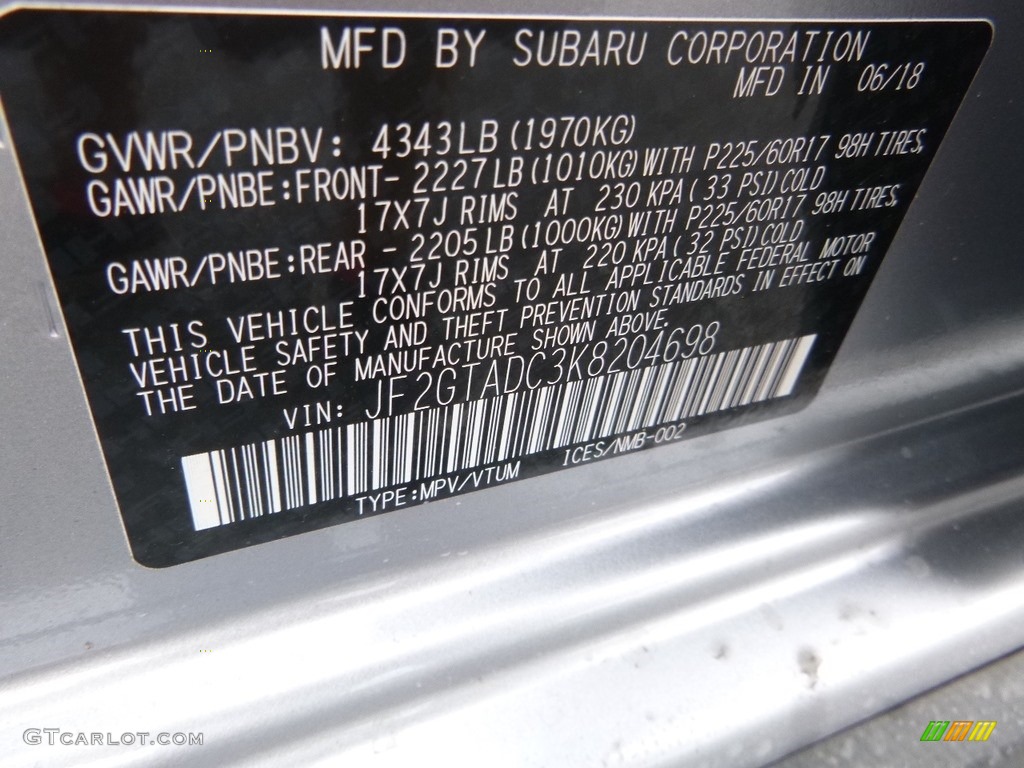 MFD BY SUBARU CORPORATION
MFD IN 06/18
GVWR/PNBV: 4343LB(1970KG)
GAWR/PNBE:FRONT- 2227LB(1010KG)WITH P225/60R17 98H TIRES,
17X7J RIMS AT 230 KPA(33 PSI)COLD
GAWR/PNBE:REAR - 2205LB(1000KG)WITH P225/60R17 98H TIRES,
17X7J RIMS AT 220 KPA(32 PSI)COLD
THIS VEHICLE CONFORMS TO ALL APPLICABLE FEDERAL MOTOR
VEHICLE SAFETY AND THEFT PREVENTION STANDARDS IN EFFECT ON
THE DATE OF MANUFACTURE SHOWN ABOVE.
VIN: JF2GTADC3K8204698
TYPE:MPV/VTUM ICES/NMB-002
GTCARLOT.COM